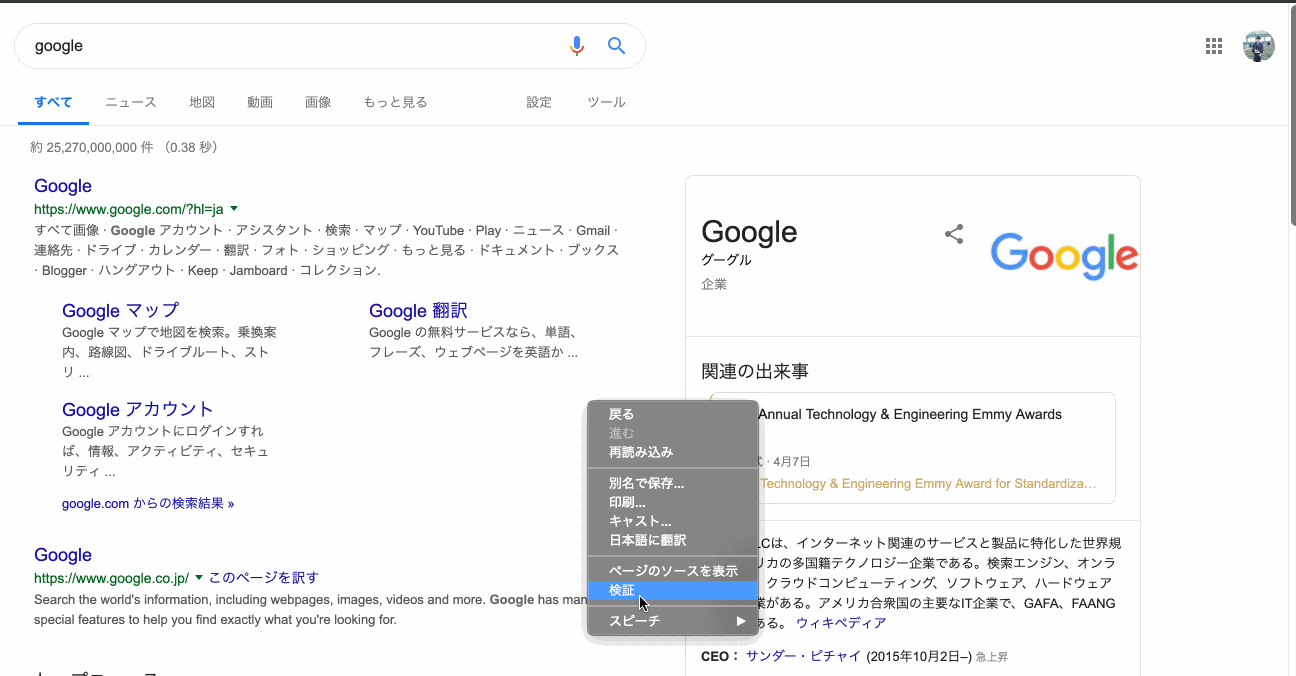 google
すべて ニュース 地図 動画 画像 もっと見る 設定 ツール
約 25,270,000,000 件 （0.38 秒）
Google
https://www.google.com/?hl=ja
すべて画像 · Google アカウント · アシスタント · 検索 · マップ · YouTube · Play · ニュース · Gmail ·
連絡先 · ドライブ · カレンダー · 翻訳 · フォト · ショッピング · もっと見る · ドキュメント · ブックス
· Blogger · ハングアウト · Keep · Jamboard · コレクション.
Google マップ
Google マップで地図を検索。乗換案
内、路線図、ドライブルート、スト
リ ...
Google 翻訳
Google の無料サービスなら、単語、
フレーズ、ウェブページを英語か ...
Google アカウント
Google アカウントにログインすれ
ば、情報、アクティビティ、セキュ
リティ ...
google.com からの検索結果 »
Google
https://www.google.co.jp/ このページを訳す
Search the world's information, including webpages, images, videos and more. Google has man
special features to help you find exactly what you're looking for.
戻る
進む
再読み込み
別名で保存...
印刷...
キャスト...
日本語に翻訳
ページのソースを表示
検証
スピーチ
Google
グーグル
企業
Google
関連の出来事
Annual Technology & Engineering Emmy Awards
式 · 4月7日
Technology & Engineering Emmy Award for Standardiza…
LCは、インターネット関連のサービスと製品に特化した世界規
リカの多国籍テクノロジー企業である。検索エンジン、オンラ
、クラウドコンピューティング、ソフトウェア、ハードウェア
業がある。アメリカ合衆国の主要なIT企業で、GAFA、FAANG
ある。 ウィキペディア
CEO： サンダー・ピチャイ (2015年10月2日–) 急上昇